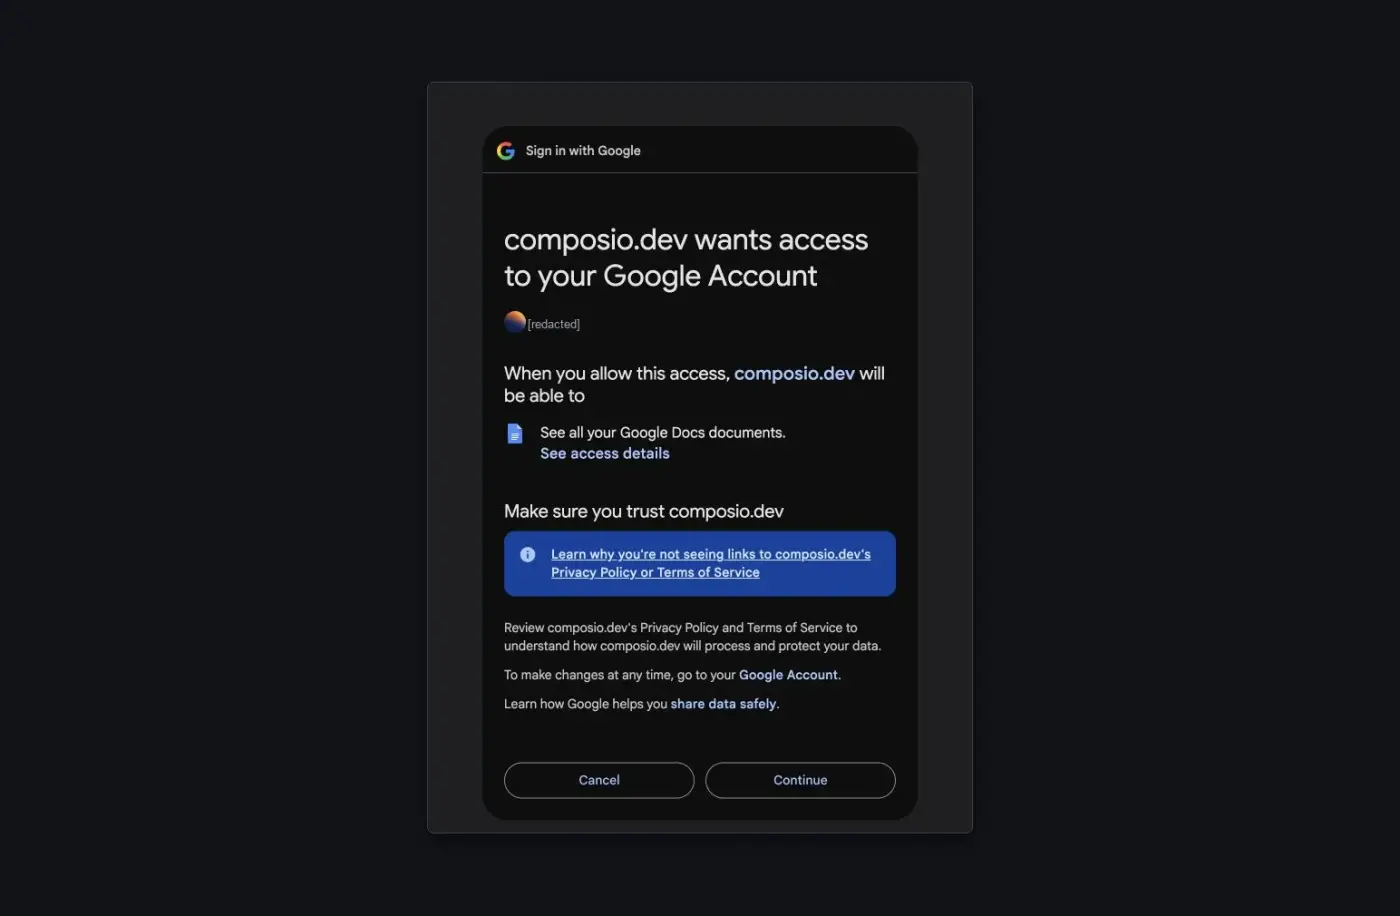 Sign in with Google
composio.dev wants access
to your Google Account
[redacted]
When you allow this access, composio.dev will
be able to
See all your Google Docs documents.
See access details
Make sure you trust composio.dev
Learn why you're not seeing links to composio.dev's
Privacy Policy or Terms of Service
Review composio.dev's Privacy Policy and Terms of Service to
understand how composio.dev will process and protect your data.
To make changes at any time, go to your Google Account.
Learn how Google helps you share data safely.
Cancel
Continue